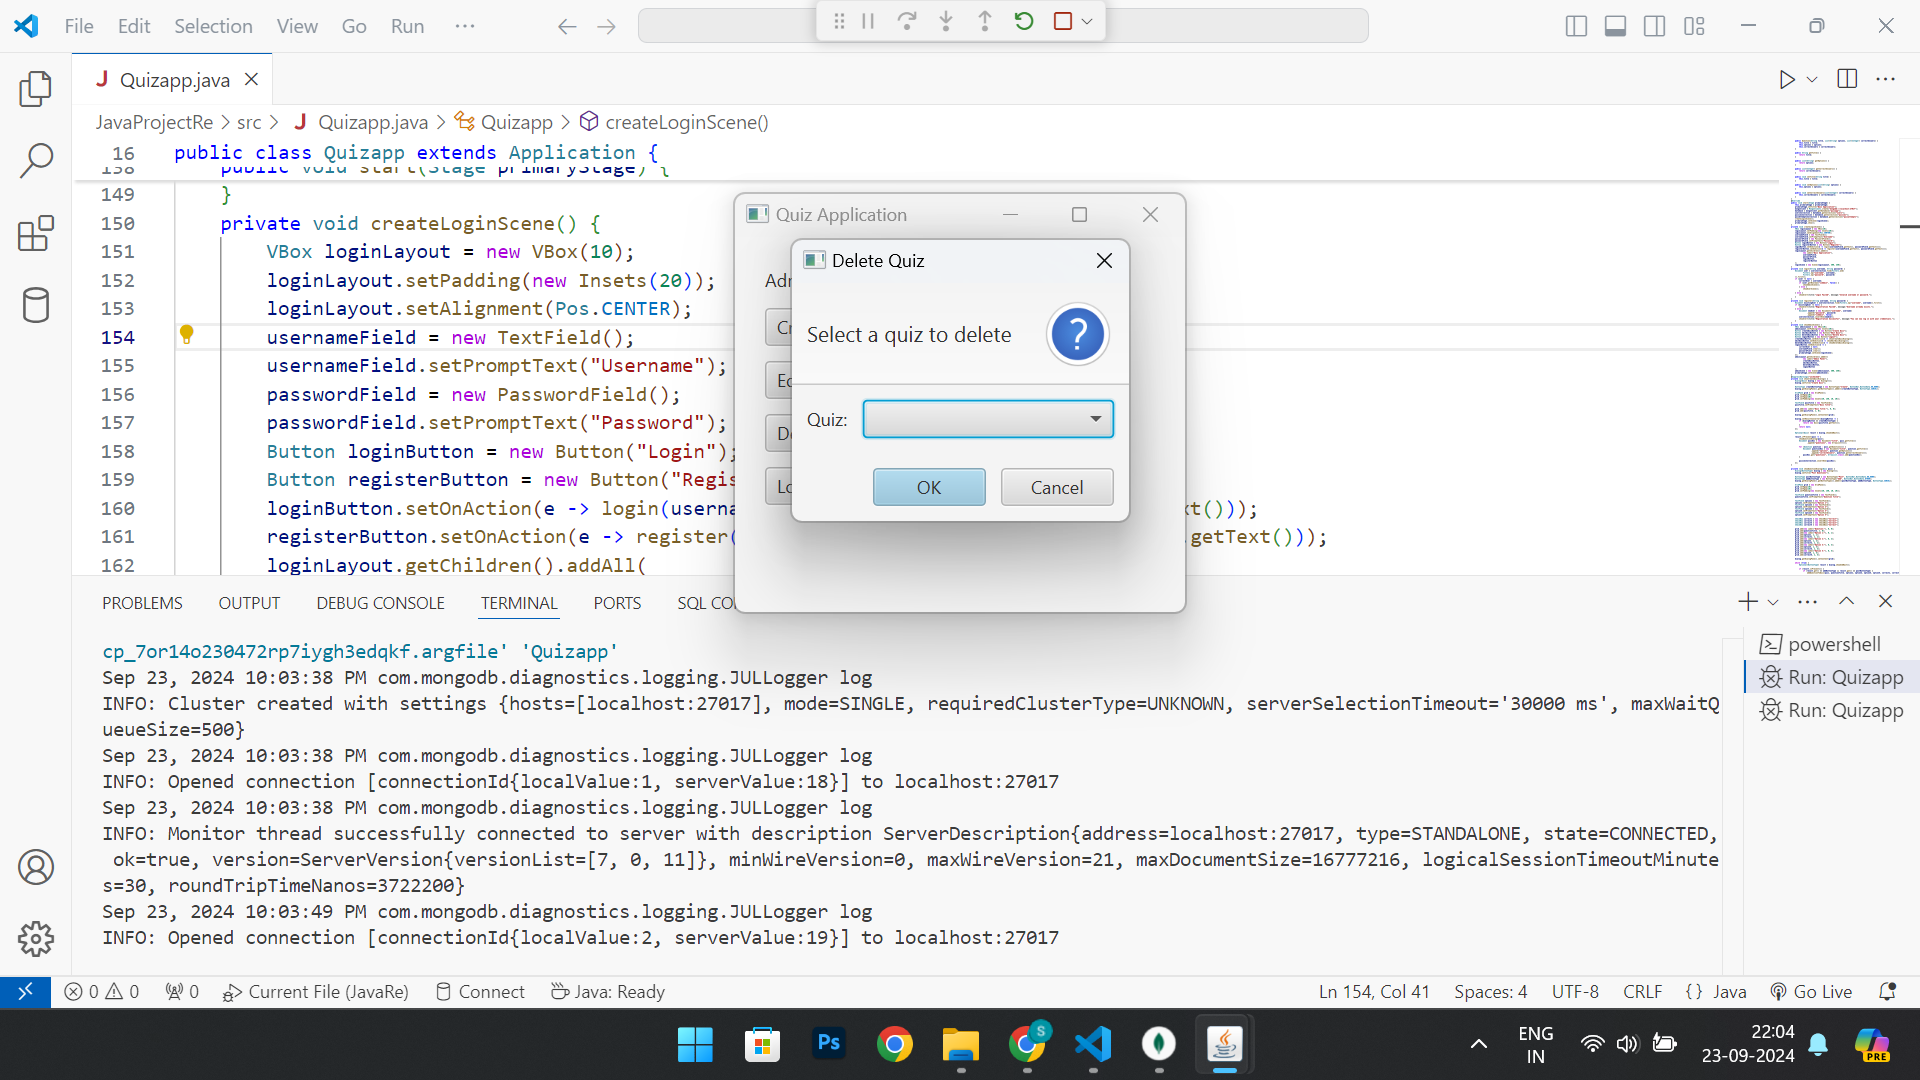 File Edit Selection View Go Run ...
Quizapp.java
JavaProjectRe > src > J Quizapp.java > Quizapp > createLoginScene()
16 public class Quizapp extends Application {
138 public void start(Stage primaryStage) {
149 }
150 private void createLoginScene() {
151 VBox loginLayout = new VBox(10);
152 loginLayout.setPadding(new Insets(20));
153 loginLayout.setAlignment(Pos.CENTER);
154 usernameField = new TextField();
155 usernameField.setPromptText("Username");
156 passwordField = new PasswordField();
157 passwordField.setPromptText("Password");
158 Button loginButton = new Button("Login");
159 Button registerButton = new Button("Regis
160 loginButton.setOnAction(e -> login(userna xt()));
161 registerButton.setOnAction(e -> register( .getText()));
162 loginLayout.getChildren().addAll(
Quiz Application
Delete Quiz
Select a quiz to delete
?
Quiz:
OK Cancel
PROBLEMS OUTPUT DEBUG CONSOLE TERMINAL PORTS SQL CO
cp_7or14o230472rp7iygh3edqkf.argfile' 'Quizapp'
Sep 23, 2024 10:03:38 PM com.mongodb.diagnostics.logging.JULLogger log
INFO: Cluster created with settings {hosts=[localhost:27017], mode=SINGLE, requiredClusterType=UNKNOWN, serverSelectionTimeout='30000 ms', maxWaitQ
ueueSize=500}
Sep 23, 2024 10:03:38 PM com.mongodb.diagnostics.logging.JULLogger log
INFO: Opened connection [connectionId{localValue:1, serverValue:18}] to localhost:27017
Sep 23, 2024 10:03:38 PM com.mongodb.diagnostics.logging.JULLogger log
INFO: Monitor thread successfully connected to server with description ServerDescription{address=localhost:27017, type=STANDALONE, state=CONNECTED,
ok=true, version=ServerVersion{versionList=[7, 0, 11]}, minWireVersion=0, maxWireVersion=21, maxDocumentSize=16777216, logicalSessionTimeoutMinute
s=30, roundTripTimeNanos=3722200}
Sep 23, 2024 10:03:49 PM com.mongodb.diagnostics.logging.JULLogger log
INFO: Opened connection [connectionId{localValue:2, serverValue:19}] to localhost:27017
powershell
Run: Quizapp
Run: Quizapp
0 0 0 Current File (JavaRe) Connect Java: Ready Ln 154, Col 41 Spaces: 4 UTF-8 CRLF {} Java Go Live
Ps
S
ENG
IN
22:04
23-09-2024
PRE